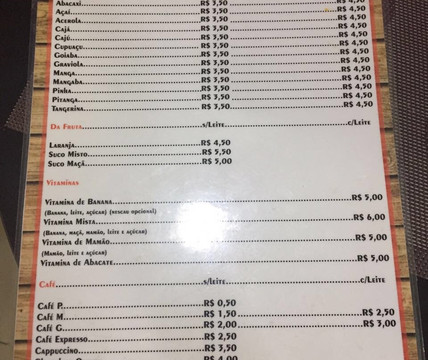 Abacaxi....R$ 3,50....R$ 4,50
Açaí....R$ 3,50....R$ 4,50
Acerola....R$ 3,50....R$ 4,50
Cajá....R$ 3,50....R$ 4,50
Cajú....R$ 3,50....R$ 4,50
Cupuaçu....R$ 3,50....R$ 4,50
Goiaba....R$ 3,50....R$ 4,50
Graviola....R$ 3,50....R$ 4,50
Manga....R$ 3,50....R$ 4,50
Mangaba....R$ 3,50....R$ 4,50
Pinha....R$ 3,50....R$ 4,50
Pitanga....R$ 3,50....R$ 4,50
Tangerina....R$ 3,50....R$ 4,50
Da Fruta....s/Leite....c/Leite
Laranja....R$ 4,50
Suco Misto....R$ 5,50
Suco Maçã....R$ 5,00
Vitaminas
Vitamina de Banana....R$ 5,00
(Banana, leite, açúcar) (nescau opcional)
Vitamina Mista....R$ 6,00
(Banana, maçã, mamão, leite e açúcar)
Vitamina de Mamão....R$ 5,00
(Mamão, leite e açúcar)
Vitamina de Abacate....R$ 5,00
Café....s/leite....c/Leite
Café P....R$ 0,50
Café M....R$ 1,50....R$ 2,50
Café G....R$ 2,00....R$ 3,00
Café Expresso....R$ 2,50
Cappuccino....R$ 3,50
R$ 4,00